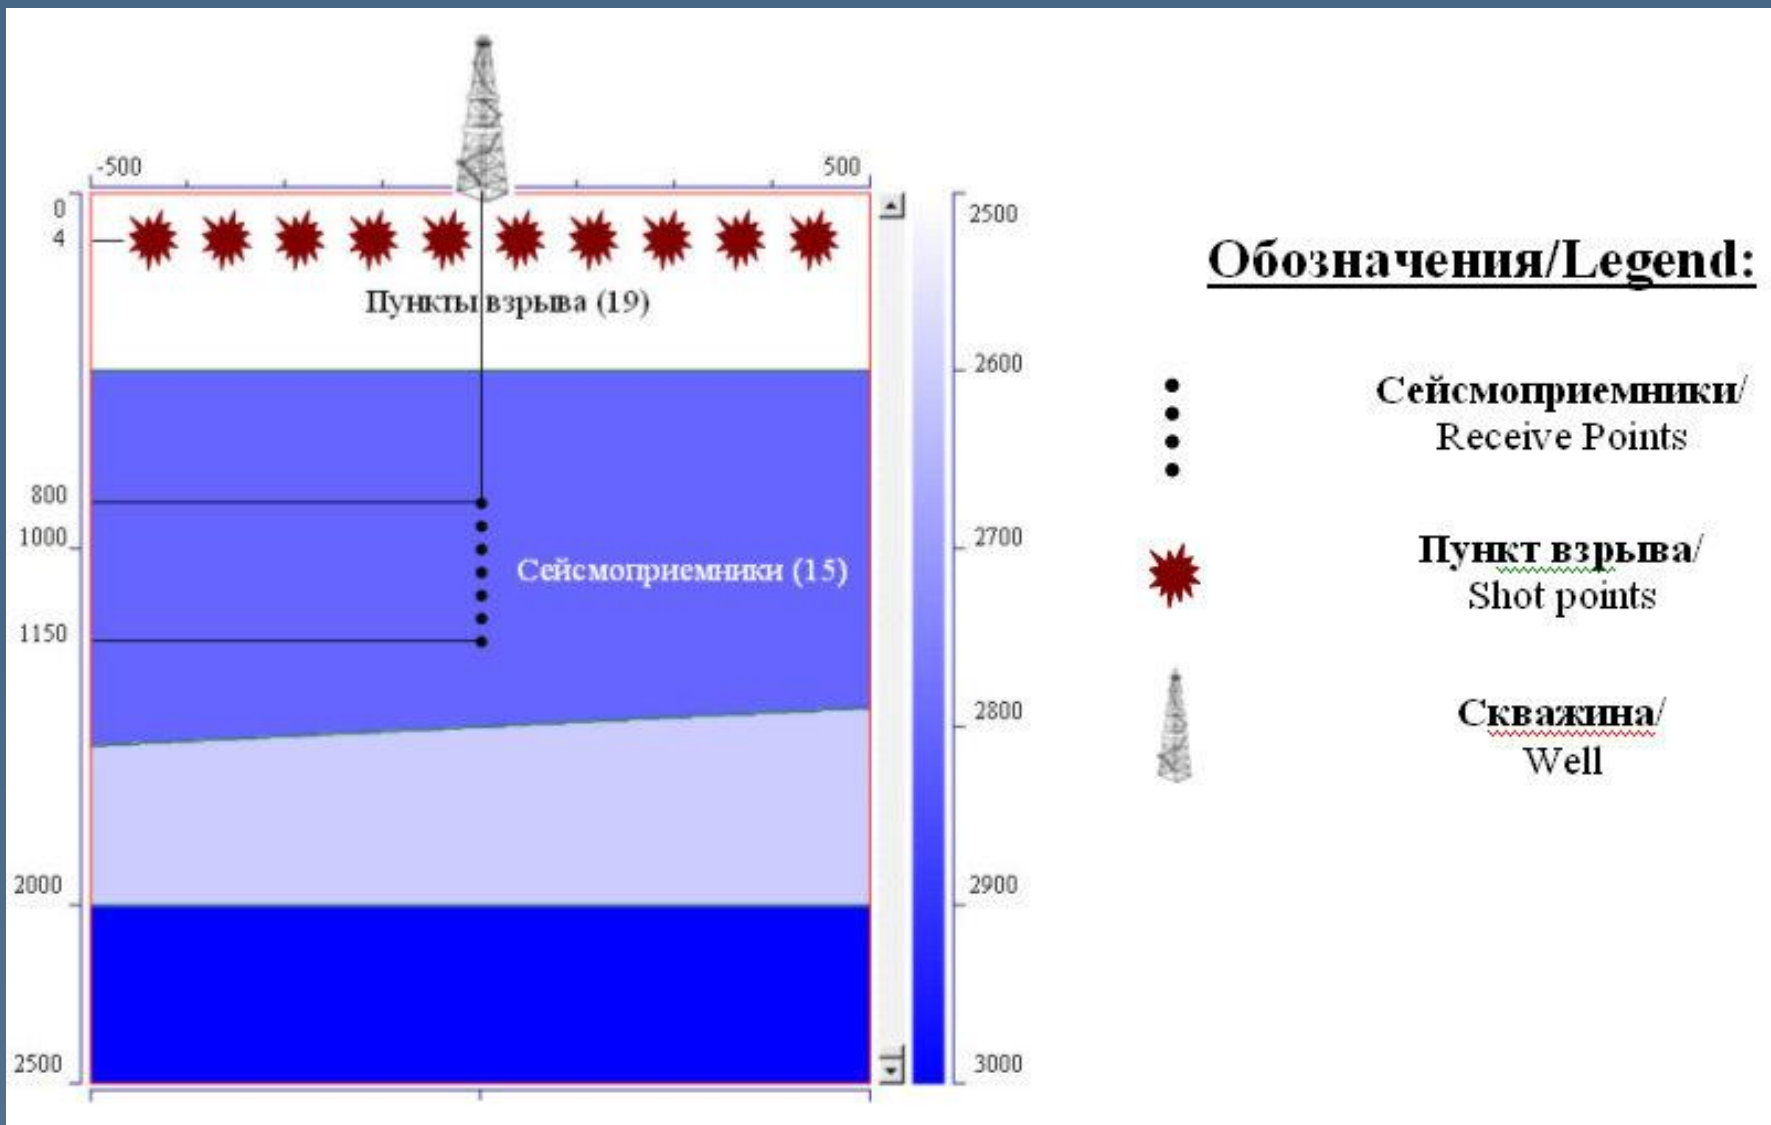 -500
500
0
4
Пункты взрыва (19)
800
1000
Сейсмоприемники (15)
1150
2000
2500
2500
2600
2700
2800
2900
3000
Обозначения/Legend:
Сейсмоприемники/
Receive Points
Пункт взрыва/
Shot points
Скважина/
Well